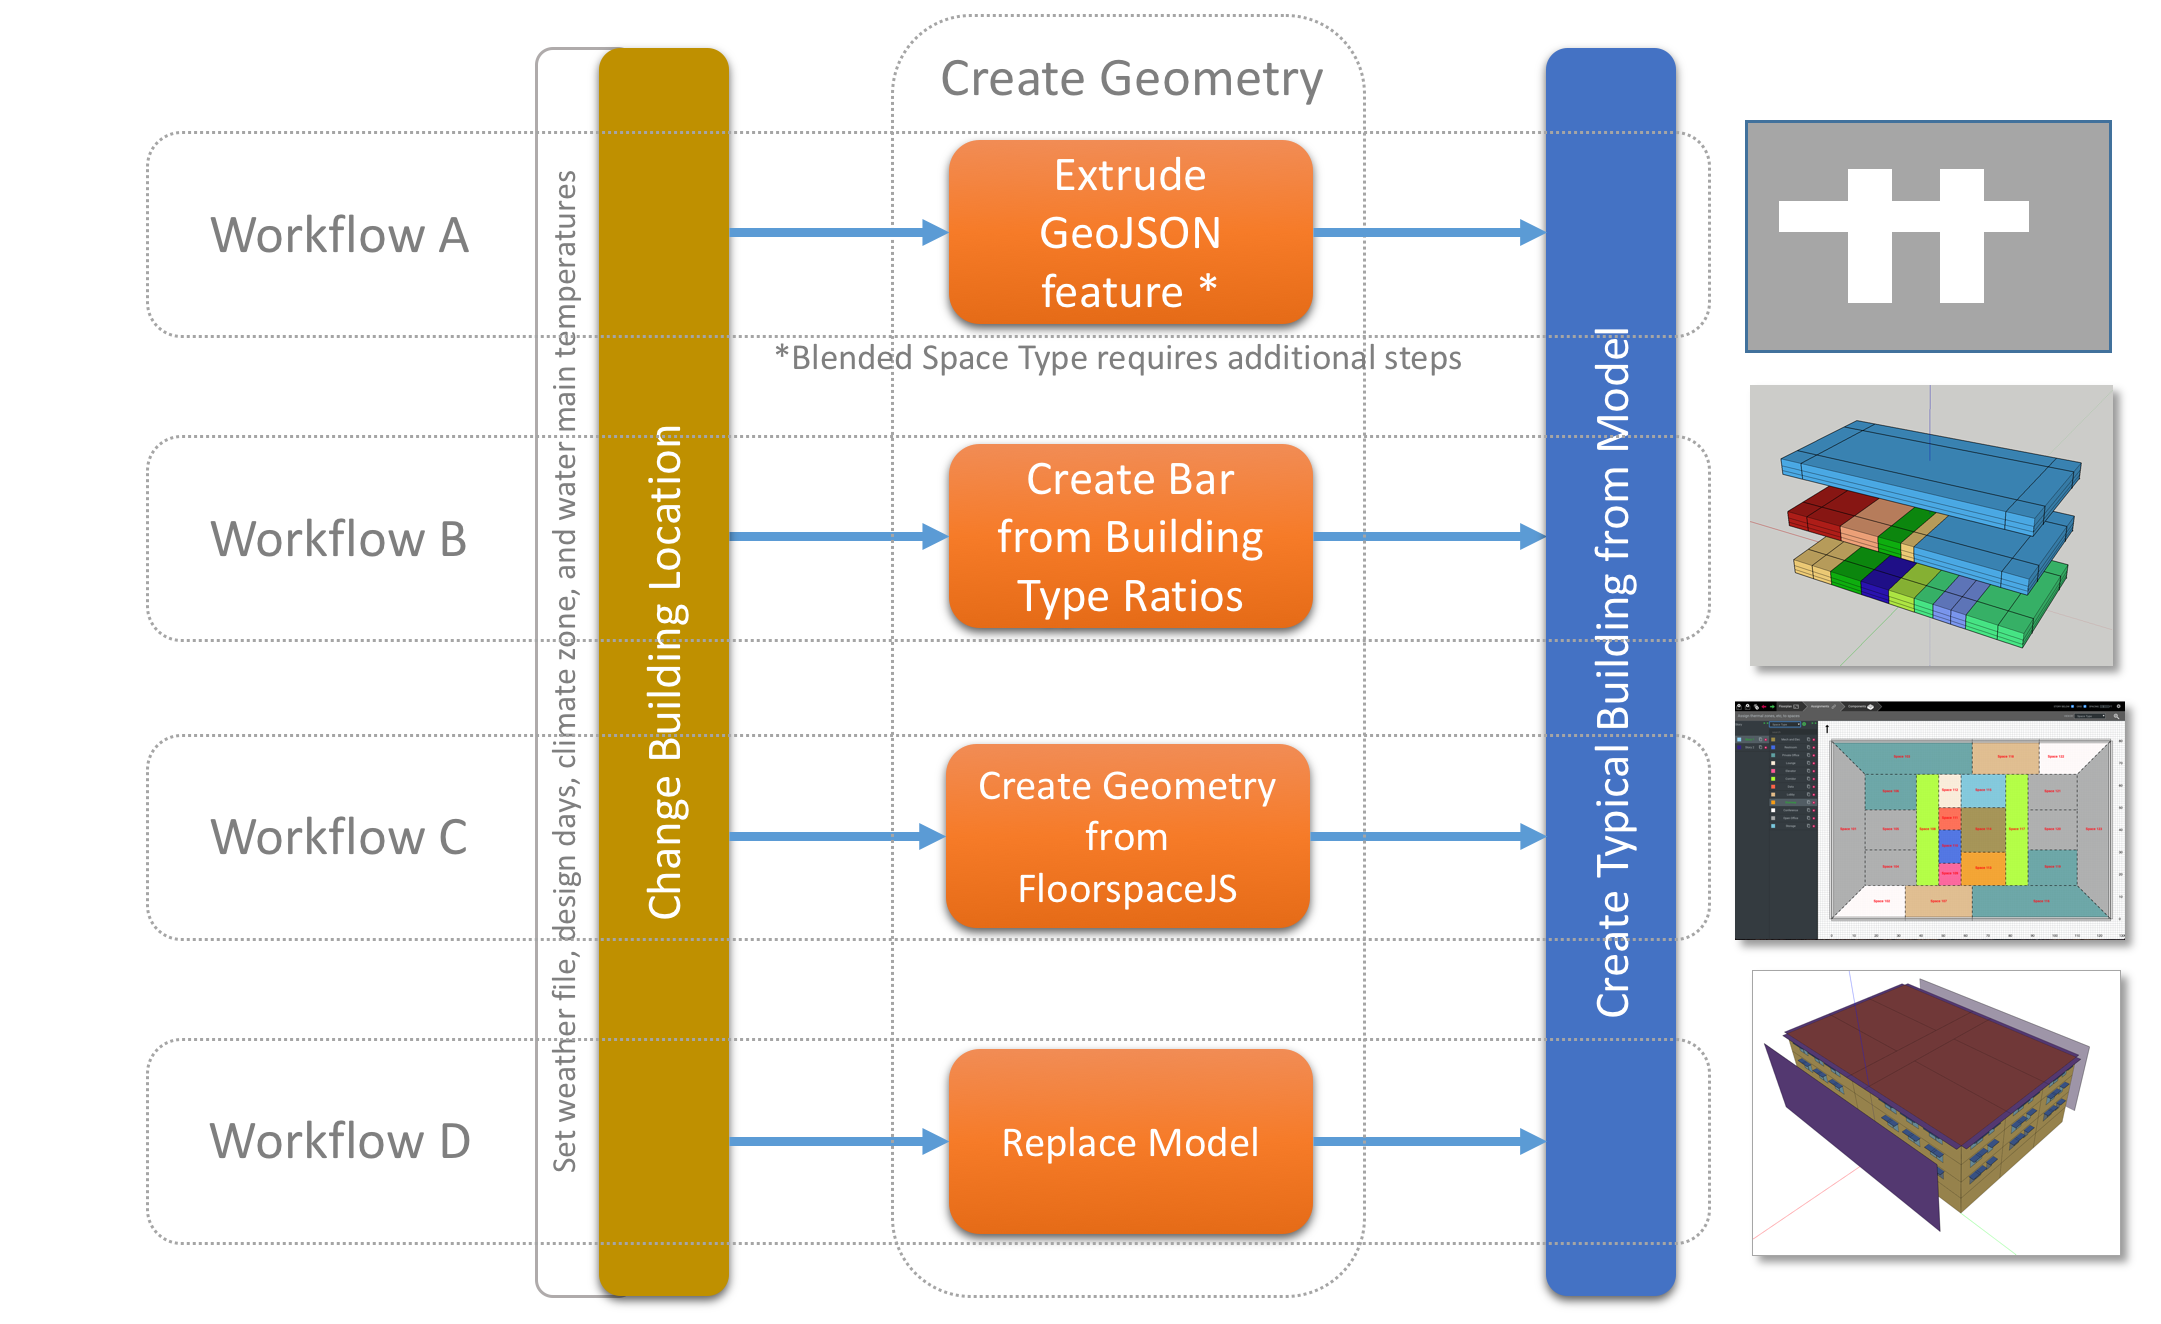 Create Geometry
Workflow A
Extrude
GeoJSON
feature *
*Blended Space Type requires additional steps
Workflow B
Create Bar
from Building
Type Ratios
Workflow C
Create Geometry
from
FloorspaceJS
Workflow D
Replace Model
Set weather file, design days, climate zone, and water main temperatures
Change Building Location
Create Typical Building from Model